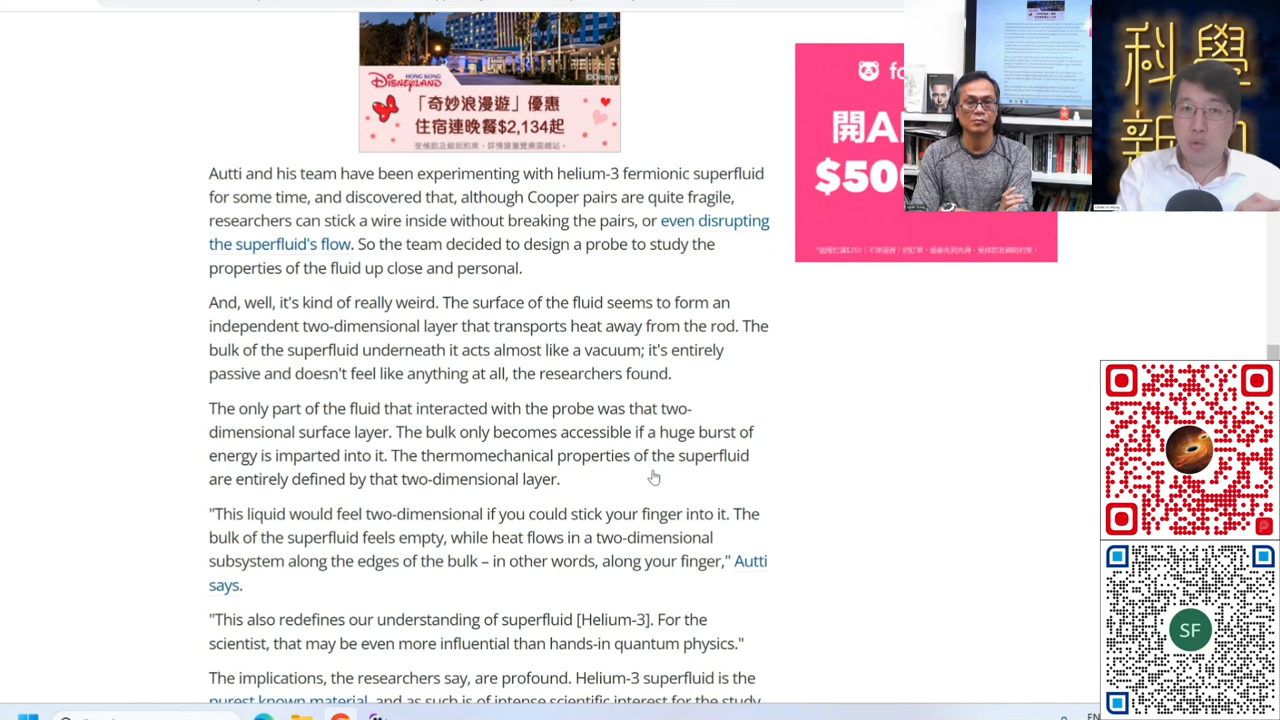 HONG KONG
DISNEYLAND
©Disney
「奇妙浪漫遊」優惠
住宿連晚餐$2,134起
Autti and his team have been experimenting with helium-3 fermionic superfluid
for some time, and discovered that, although Cooper pairs are quite fragile,
researchers can stick a wire inside without breaking the pairs, or even disrupting
the superfluid's flow. So the team decided to design a probe to study the
properties of the fluid up close and personal.
And, well, it's kind of really weird. The surface of the fluid seems to form an
independent two-dimensional layer that transports heat away from the rod. The
bulk of the superfluid underneath it acts almost like a vacuum; it's entirely
passive and doesn't feel like anything at all, the researchers found.
The only part of the fluid that interacted with the probe was that two-
dimensional surface layer. The bulk only becomes accessible if a huge burst of
energy is imparted into it. The thermomechanical properties of the superfluid
are entirely defined by that two-dimensional layer.
"This liquid would feel two-dimensional if you could stick your finger into it. The
bulk of the superfluid feels empty, while heat flows in a two-dimensional
subsystem along the edges of the bulk – in other words, along your finger," Autti
says.
"This also redefines our understanding of superfluid [Helium-3]. For the
scientist, that may be even more influential than hands-in quantum physics."
The implications, the researchers say, are profound. Helium-3 superfluid is the
purest known material, and
fo
開A
$50
科學
新
SF
EN